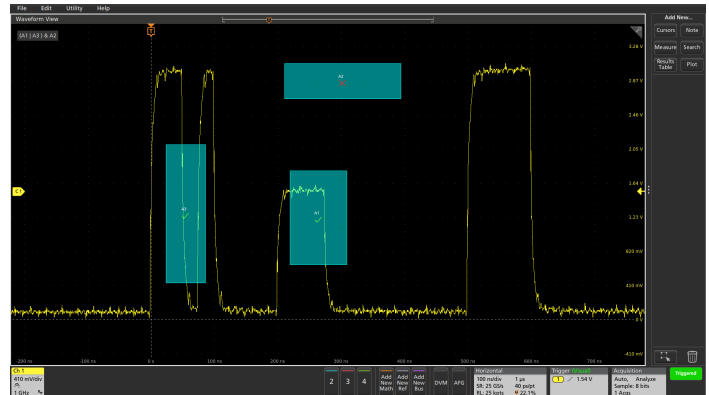 File Edit Utility Help
Waveform View
Add New...
(A1 | A3 ) & A2
T
Cursors Note
Measure Search
Results Table Plot
3.28 V
2.87 V
2.46 V
2.05 V
1.64 V
1.23 V
820 mV
410 mV
0 V
-410 mV
A2
A3
A1
C1
-200 ns -100 ns 0 s 100 ns 200 ns 300 ns 400 ns 500 ns 600 ns 700 ns
Ch 1
410 mV/div
1 GHz
2 3 4
Add New Math
Add New Ref
Add New Bus
DVM AFG
Horizontal
100 ns/div 1 µs
SR: 25 GS/s 40 ps/pt
RL: 25 kpts 22.1%
Trigger (Visual)
1 1.54 V
Acquisition
Auto, Analyze
Sample: 8 bits
1 Acqs
Triggered